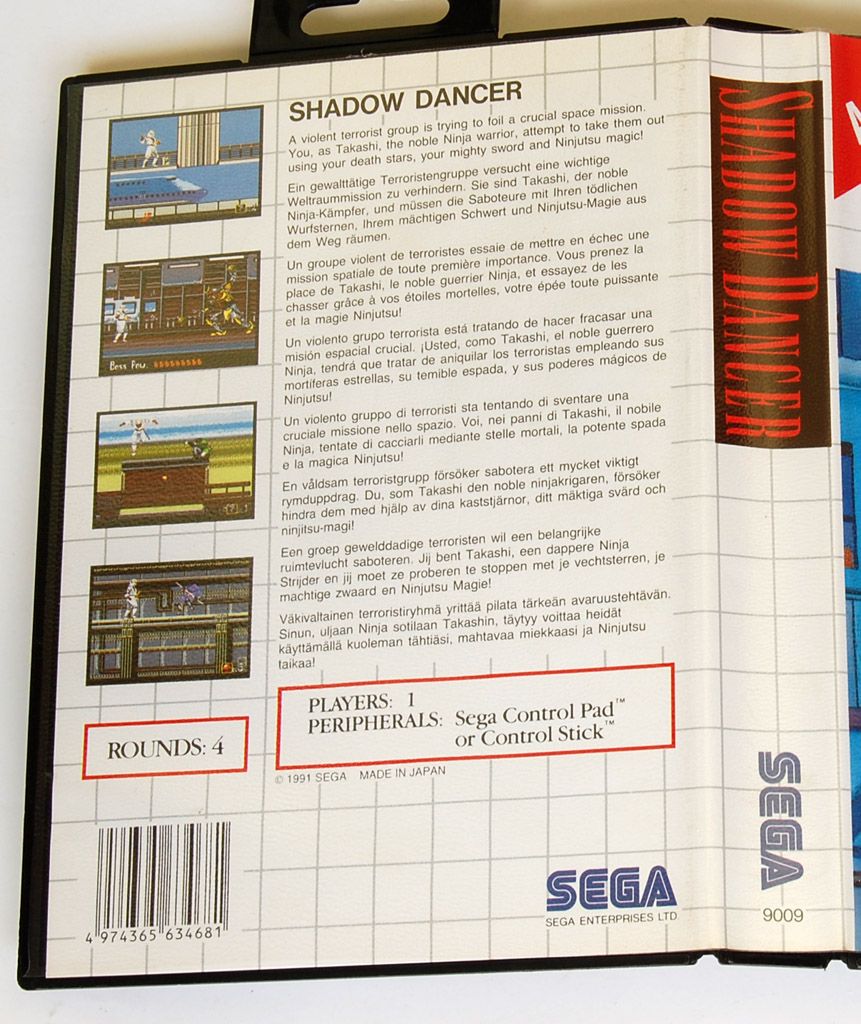 SHADOW DANCER
A violent terrorist group is trying to foil a crucial space mission.
You, as Takashi, the noble Ninja warrior, attempt to take them out
using your death stars, your mighty sword and Ninjutsu magic!
Ein gewalttätige Terroristengruppe versucht eine wichtige
Weltraummission zu verhindern. Sie sind Takashi, der noble
Ninja-Kämpfer, und müssen die Saboteure mit Ihren tödlichen
Wurfsternen, Ihrem mächtigen Schwert und Ninjutsu-Magie aus
dem Weg räumen.
Un groupe violent de terroristes essaie de mettre en échec une
mission spatiale de toute première importance. Vous prenez la
place de Takashi, le noble guerrier Ninja, et essayez de les
chasser grâce à vos étoiles mortelles, votre épée toute puissante
et la magie Ninjutsu!
Un violento grupo terrorista está tratando de hacer fracasar una
misión espacial crucial. ¡Usted, como Takashi, el noble guerrero
Ninja, tendrá que tratar de aniquilar los terroristas empleando sus
mortíferas estrellas, su temible espada, y sus poderes mágicos de
Ninjutsu!
Un violento gruppo di terroristi sta tentando di sventare una
cruciale missione nello spazio. Voi, nei panni di Takashi, il nobile
Ninja, tentate di cacciarli mediante stelle mortali, la potente spada
e la magica Ninjutsu!
En våldsam terroristgrupp försöker sabotera ett mycket viktigt
rymduppdrag. Du, som Takashi den noble ninjakrigaren, försöker
hindra dem med hjälp av dina kaststjärnor, ditt mäktiga svärd och
ninjitsu-magi!
Een groep gewelddadige terroristen wil een belangrijke
ruimtevlucht saboteren. Jij bent Takashi, een dappere Ninja
Strijder en jij moet ze proberen te stoppen met je vechtsterren, je
machtige zwaard en Ninjutsu Magie!
Väkivaltainen terroristiryhmä yrittää pilata tärkeän avaruustehtävän.
Sinun, uljaan Ninja sotilaan Takashin, täytyy voittaa heidät
käyttämällä kuoleman tähtiäsi, mahtavaa miekkaasi ja Ninjutsu
taikaa!
Boss Pow.
ROUNDS: 4
PLAYERS: 1
PERIPHERALS: Sega Control Pad™
or Control Stick™
© 1991 SEGA MADE IN JAPAN
4 974365 634681
SEGA
SEGA ENTERPRISES LTD
SHADOW DANCER
SEGA
9009